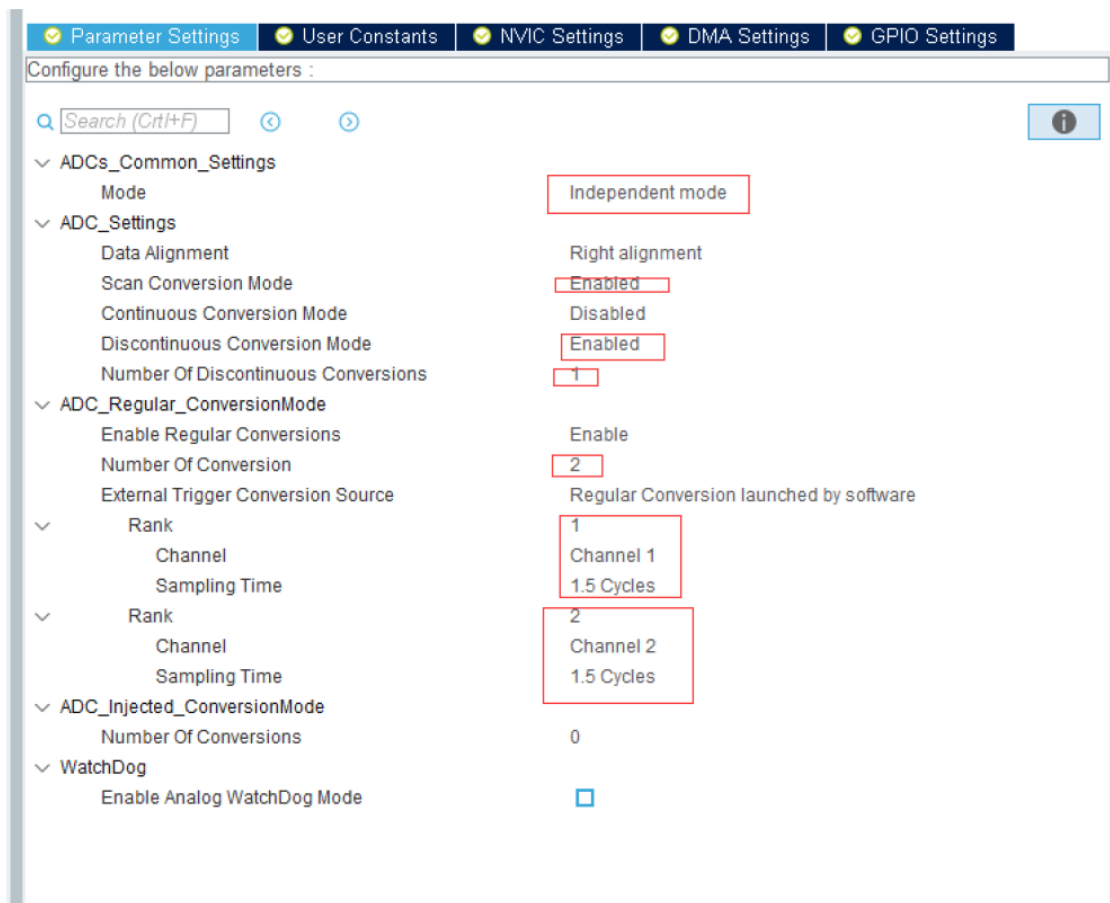 Parameter Settings User Constants NVIC Settings DMA Settings GPIO Settings
Configure the below parameters :
Search (Crtl+F)
ADCs_Common_Settings
Mode Independent mode
ADC_Settings
Data Alignment Right alignment
Scan Conversion Mode Enabled
Continuous Conversion Mode Disabled
Discontinuous Conversion Mode Enabled
Number Of Discontinuous Conversions 1
ADC_Regular_ConversionMode
Enable Regular Conversions Enable
Number Of Conversion 2
External Trigger Conversion Source Regular Conversion launched by software
Rank 1
Channel Channel 1
Sampling Time 1.5 Cycles
Rank 2
Channel Channel 2
Sampling Time 1.5 Cycles
ADC_Injected_ConversionMode
Number Of Conversions 0
WatchDog
Enable Analog WatchDog Mode